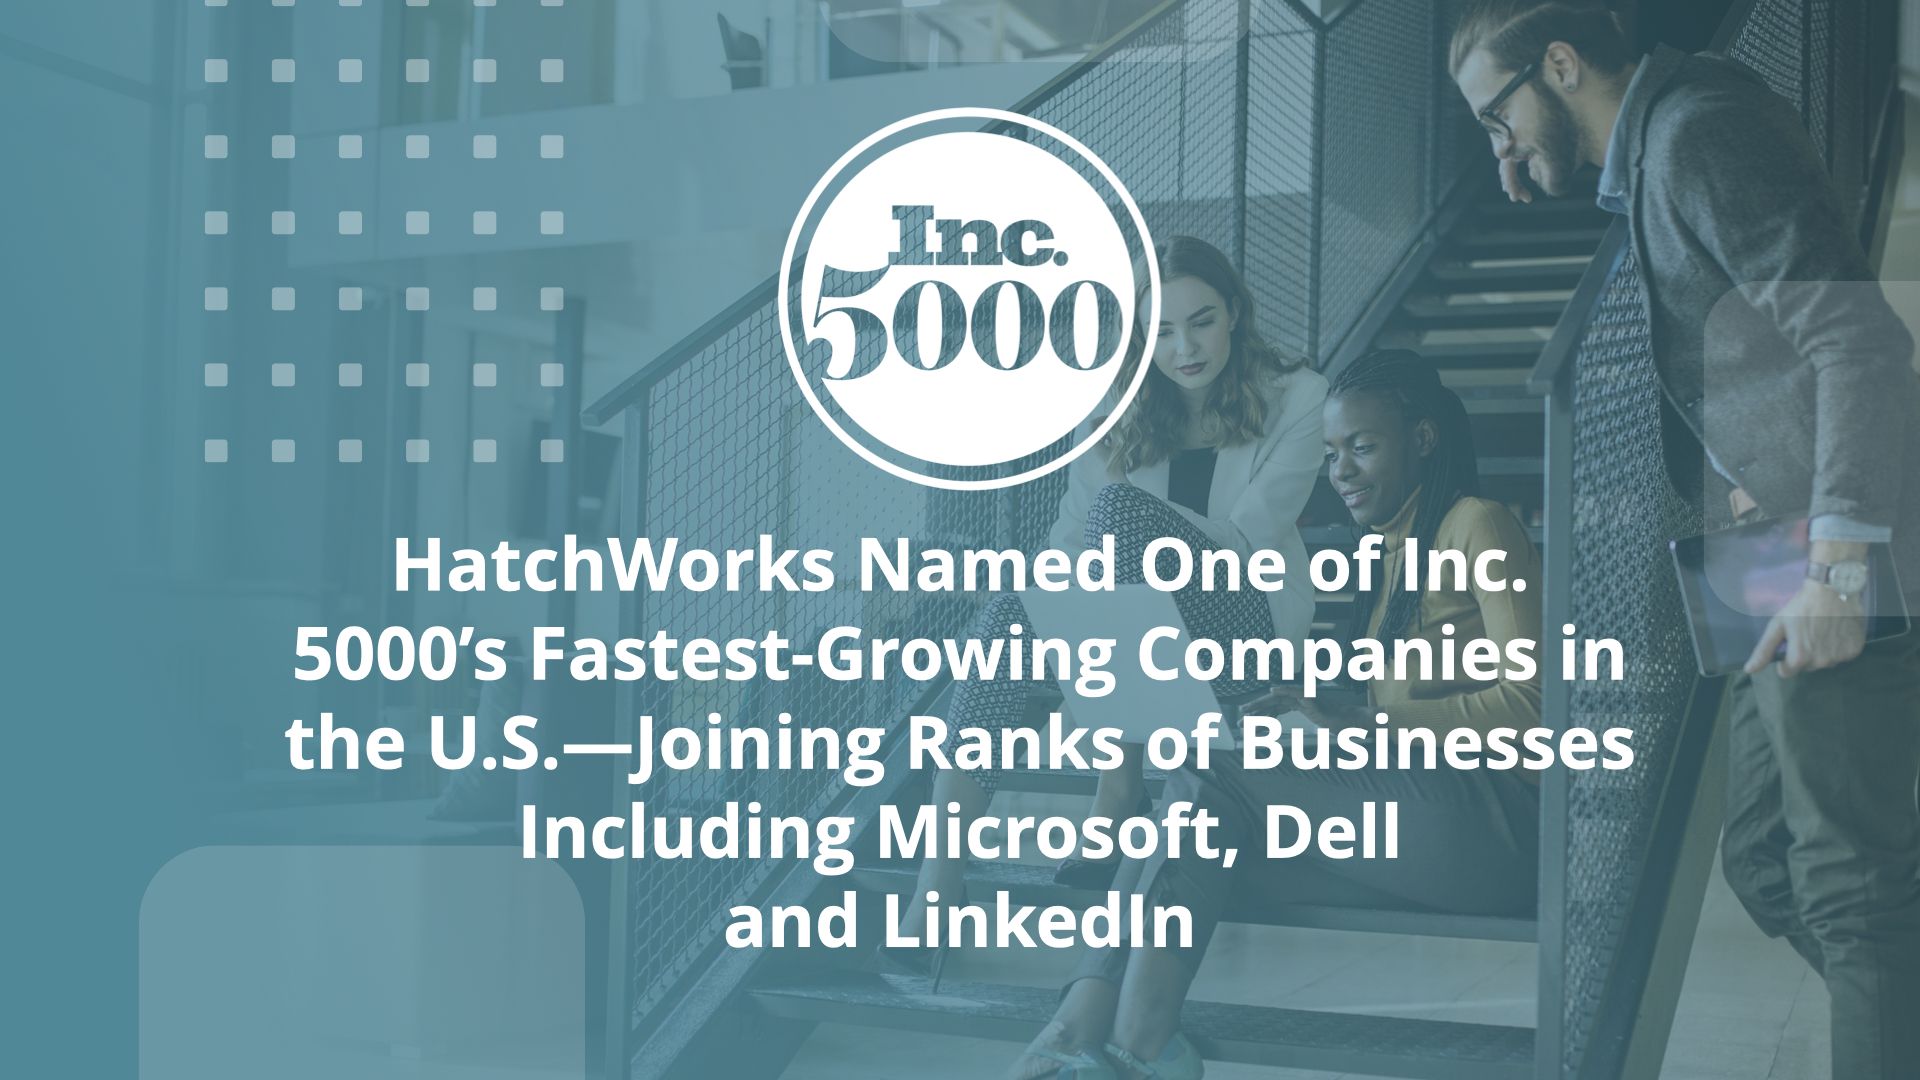 Inc.
5000
HatchWorks Named One of Inc.
5000’s Fastest-Growing Companies in
the U.S.—Joining Ranks of Businesses
Including Microsoft, Dell
and LinkedIn